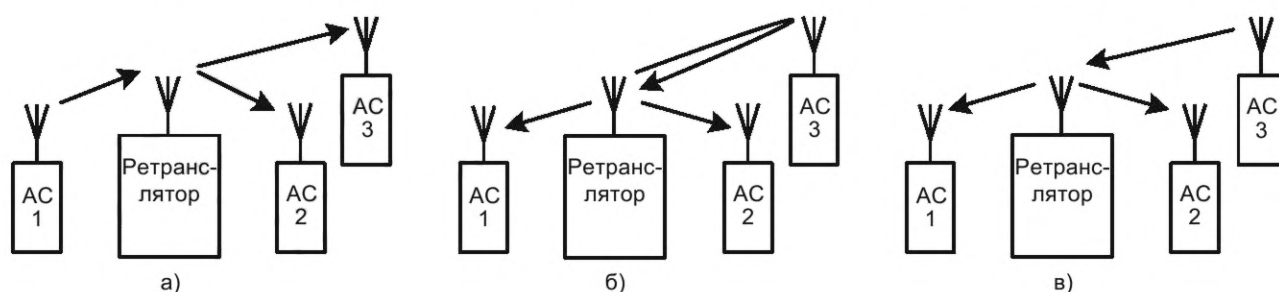 АС
1
Ретранс-
лятор
АС
2
АС
3
а)
АС
1
Ретранс-
лятор
АС
2
АС
3
б)
АС
1
Ретранс-
лятор
АС
2
АС
3
в)